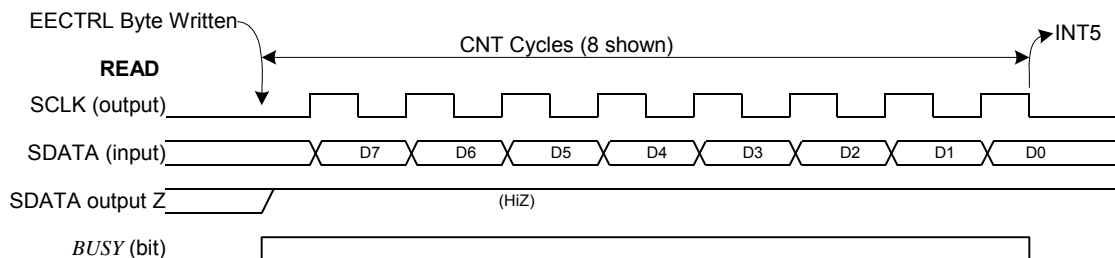 EECTRL Byte Written
INT5
CNT Cycles (8 shown)
READ
SCLK (output)
SDATA (input)
D7 D6 D5 D4 D3 D2 D1 D0
SDATA output Z
(HiZ)
BUSY (bit)